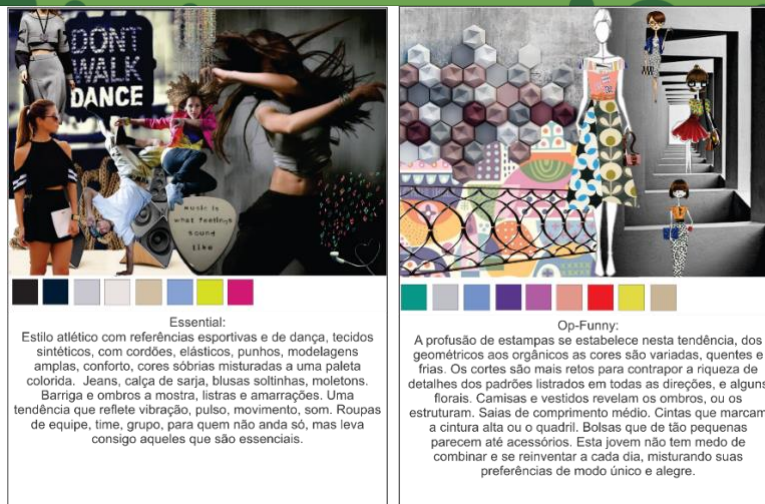 DONT
WALK
DANCE
music is
what feelings
sound
like
Essential:
Estilo atlético com referências esportivas e de dança, tecidos
sintéticos, com cordões, elásticos, punhos, modelagens
amplas, conforto, cores sóbrias misturadas a uma paleta
colorida. Jeans, calça de sarja, blusas soltinhas, moletons.
Barriga e ombros a mostra, listras e amarrações. Uma
tendência que reflete vibração, pulso, movimento, som. Roupas
de equipe, time, grupo, para quem não anda só, mas leva
consigo aqueles que são essenciais.
Op-Funny:
A profusão de estampas se estabelece nesta tendência, dos
geométricos aos orgânicos as cores são variadas, quentes e
frias. Os cortes são mais retos para contrapor a riqueza de
detalhes dos padrões listrados em todas as direções, e alguns
florais. Camisas e vestidos revelam os ombros, ou os
estruturam. Saias de comprimento médio. Cintas que marcam
a cintura alta ou o quadril. Bolsas que de tão pequenas
parecem até acessórios. Esta jovem não tem medo de
combinar e se reinventar a cada dia, misturando suas
preferências de modo único e alegre.